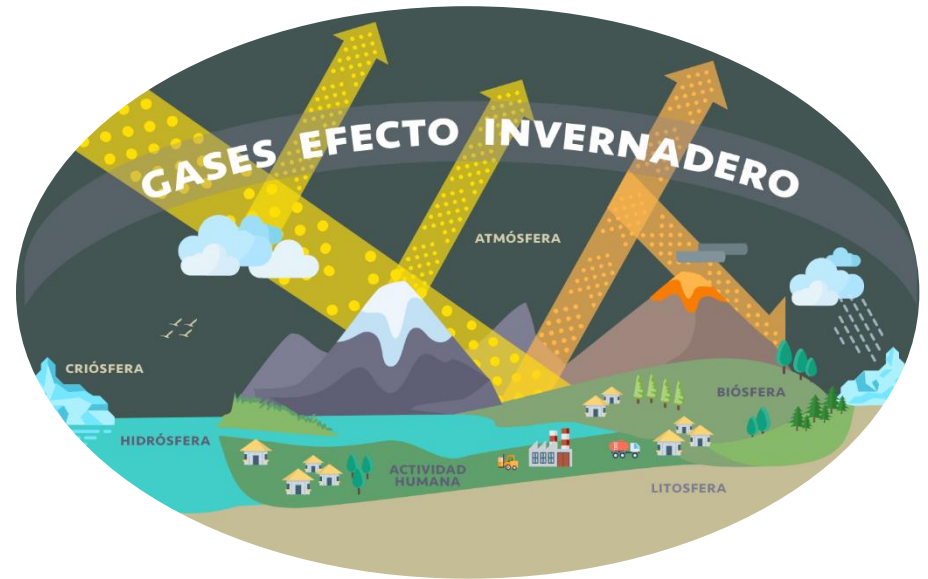 GASES EFECTO INVERNADERO
ATMÓSFERA
CRIÓSFERA
BIÓSFERA
HIDRÓSFERA
ACTIVIDAD
HUMANA
LITOSFERA